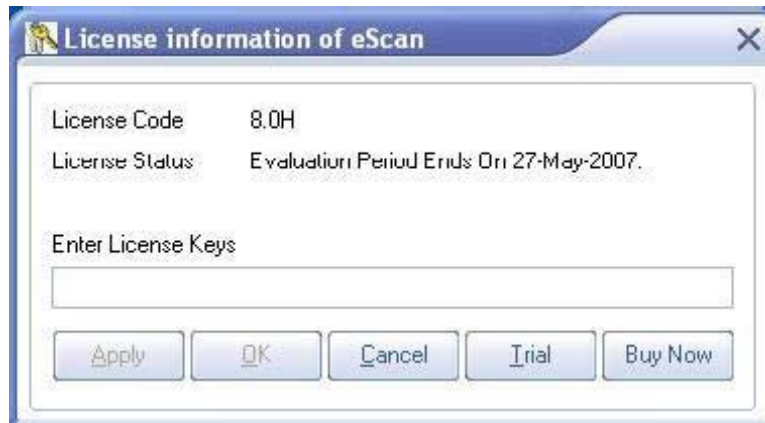 License information of eScan
License Code 8.0H
License Status Evaluation Period Ends On 27-May-2007.
Enter License Keys
Apply OK Cancel Trial Buy Now